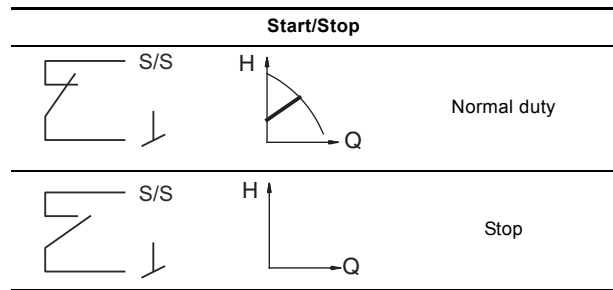 Start/Stop
S/S
H
Q
Normal duty
S/S
H
Q
Stop